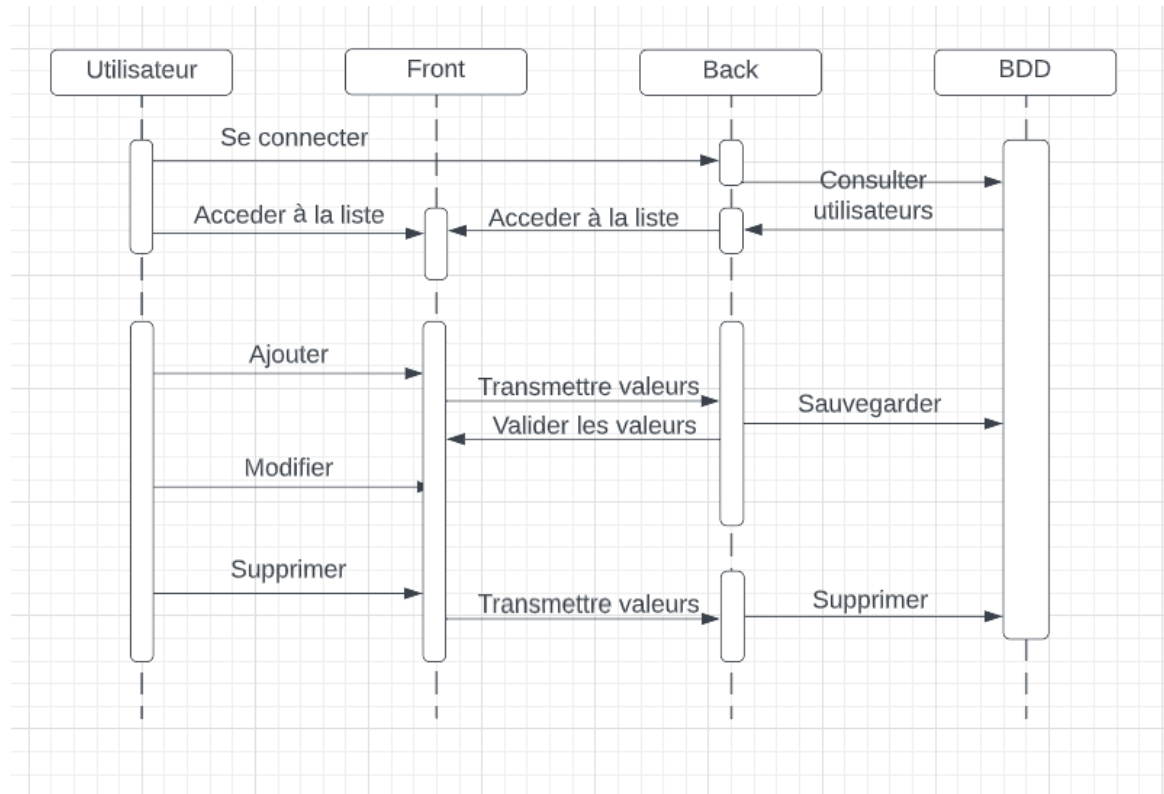 Utilisateur
Front
Back
BDD
Se connecter
Consulter
utilisateurs
Acceder à la liste
Acceder à la liste
Ajouter
Transmettre valeurs
Sauvegarder
Valider les valeurs
Modifier
Supprimer
Transmettre valeurs
Supprimer